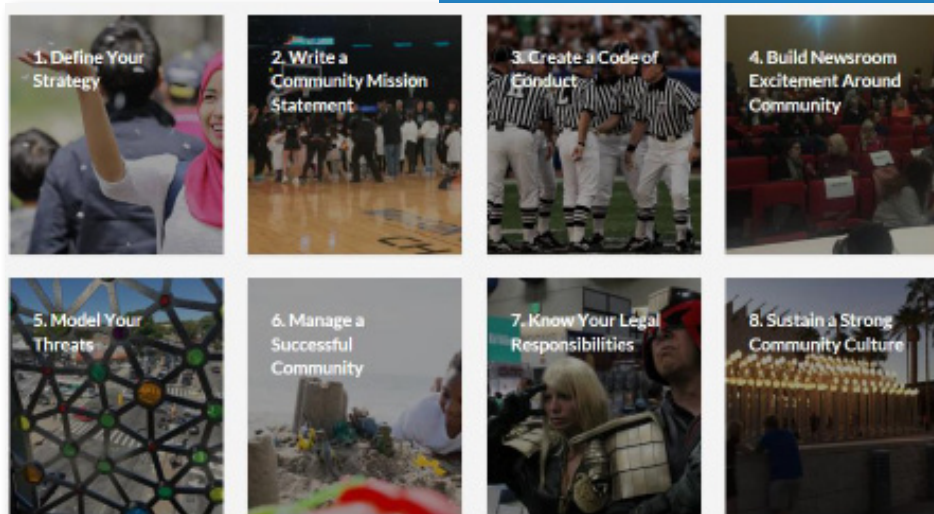 1. Define Your
Strategy
2. Write a
Community Mission
Statement
3. Create a Code of
Conduct
4. Build Newsroom
Excitement Around
Community
5. Model Your
Threats
6. Manage a
Successful
Community
7. Know Your Legal
Responsibilities
8. Sustain a Strong
Community Culture